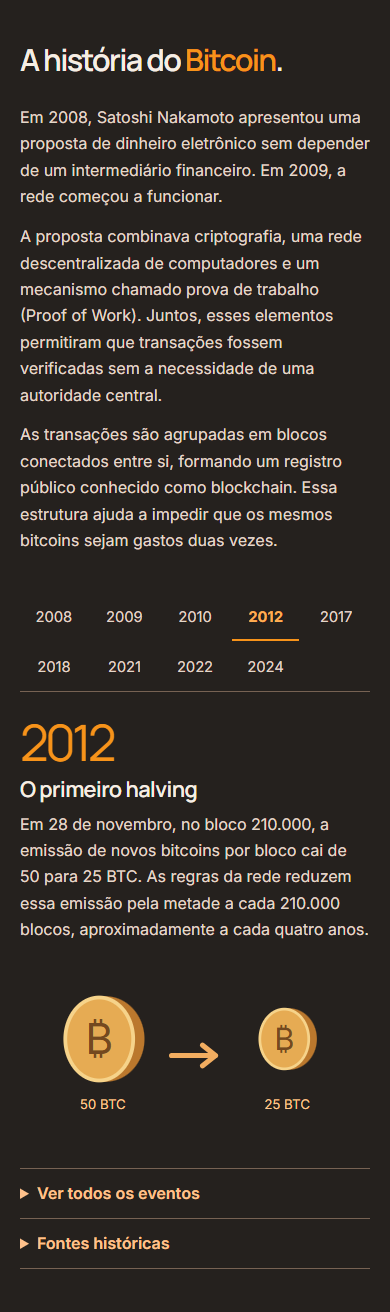 A história do Bitcoin.
Em 2008, Satoshi Nakamoto apresentou uma
proposta de dinheiro eletrônico sem depender
de um intermediário financeiro. Em 2009, a
rede começou a funcionar.
A proposta combinava criptografia, uma rede
descentralizada de computadores e um
mecanismo chamado prova de trabalho
(Proof of Work). Juntos, esses elementos
permitiram que transações fossem
verificadas sem a necessidade de uma
autoridade central.
As transações são agrupadas em blocos
conectados entre si, formando um registro
público conhecido como blockchain. Essa
estrutura ajuda a impedir que os mesmos
bitcoins sejam gastos duas vezes.
2008 2009 2010 2012 2017
2018 2021 2022 2024
2012
O primeiro halving
Em 28 de novembro, no bloco 210.000, a
emissão de novos bitcoins por bloco cai de
50 para 25 BTC. As regras da rede reduzem
essa emissão pela metade a cada 210.000
blocos, aproximadamente a cada quatro anos.
₿ ₿
50 BTC 25 BTC
Ver todos os eventos
Fontes históricas